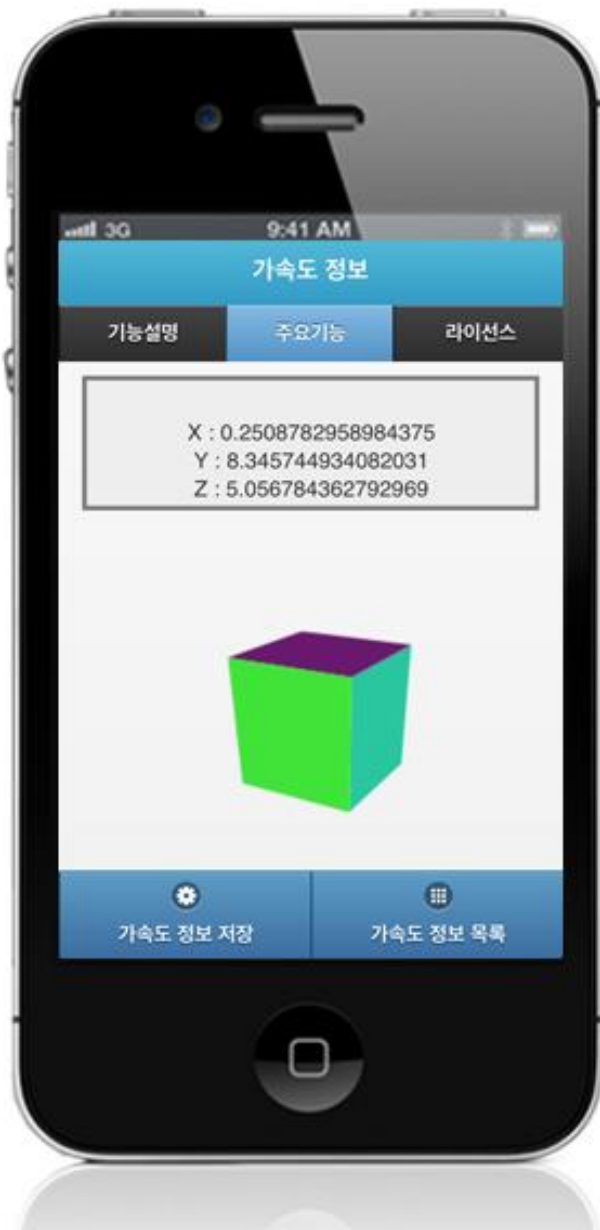 3G 9:41 AM
가속도 정보
기능설명 주요기능 라이선스
X : 0.2508782958984375
Y : 8.345744934082031
Z : 5.056784362792969
가속도 정보 저장 가속도 정보 목록